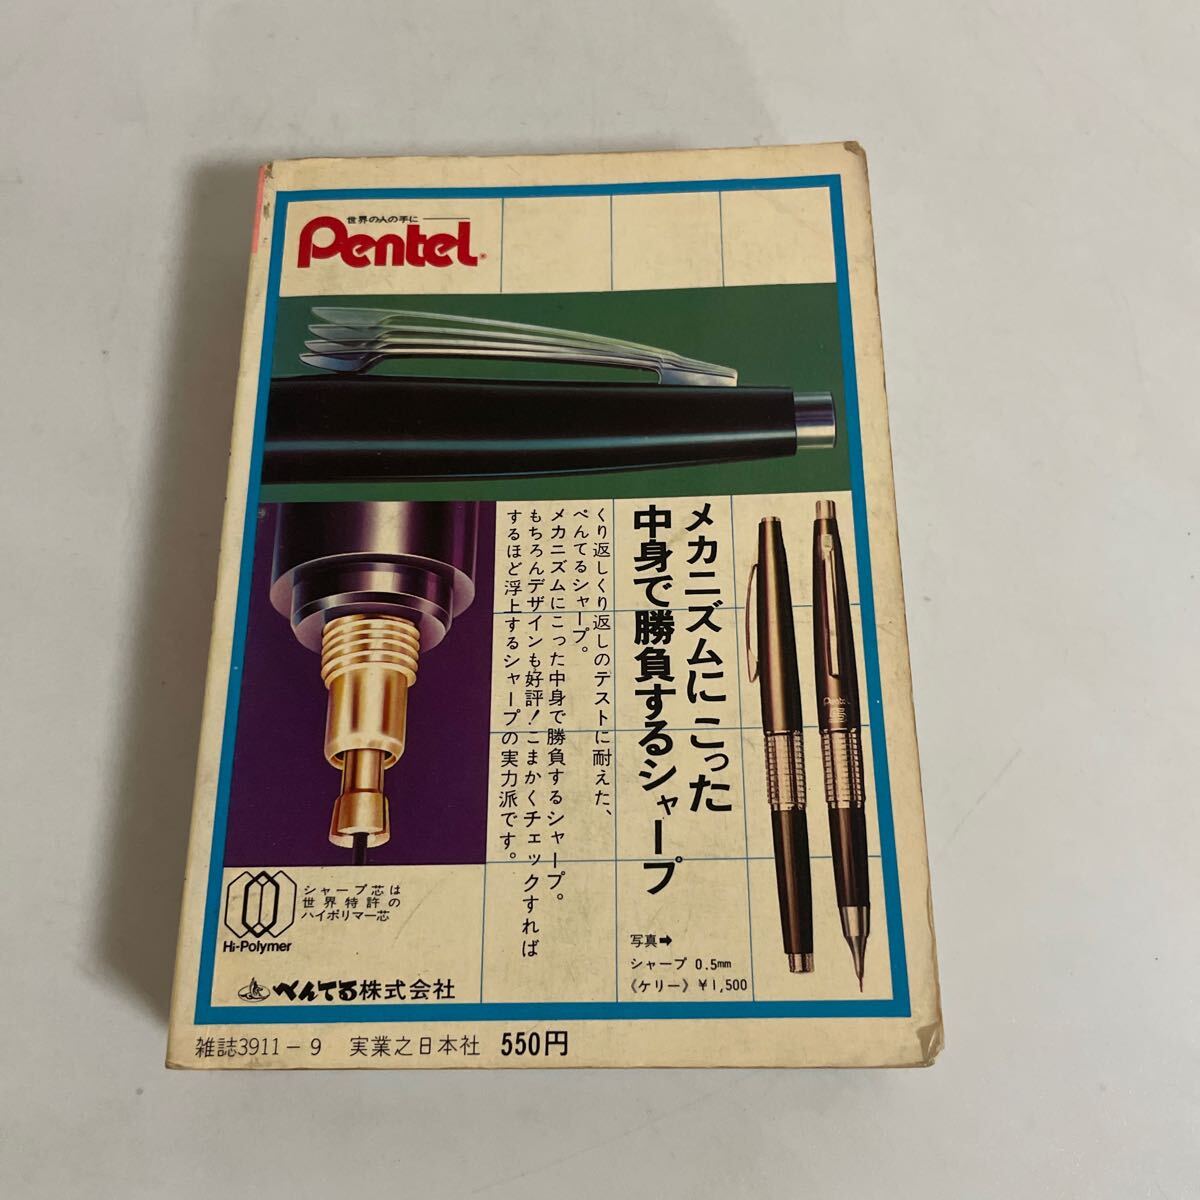 世界の人の手に
Pentel
メカニズムにこった
中身で勝負するシャープ
くり返しくり返しのテストに耐えた、
ぺんてるシャープ。
メカニズムにこった中身で勝負するシャープ。
もちろんデザインも好評！こまかくチェックすれば
するほど浮上するシャープの実力派です。
Pentel
写真➡
シャープ 0.5mm
《ケリー》¥1,500
シャープ芯は
世界特許の
ハイポリマー芯
Hi-Polymer
ぺんてる株式会社
雑誌3911-9 実業之日本社 550円